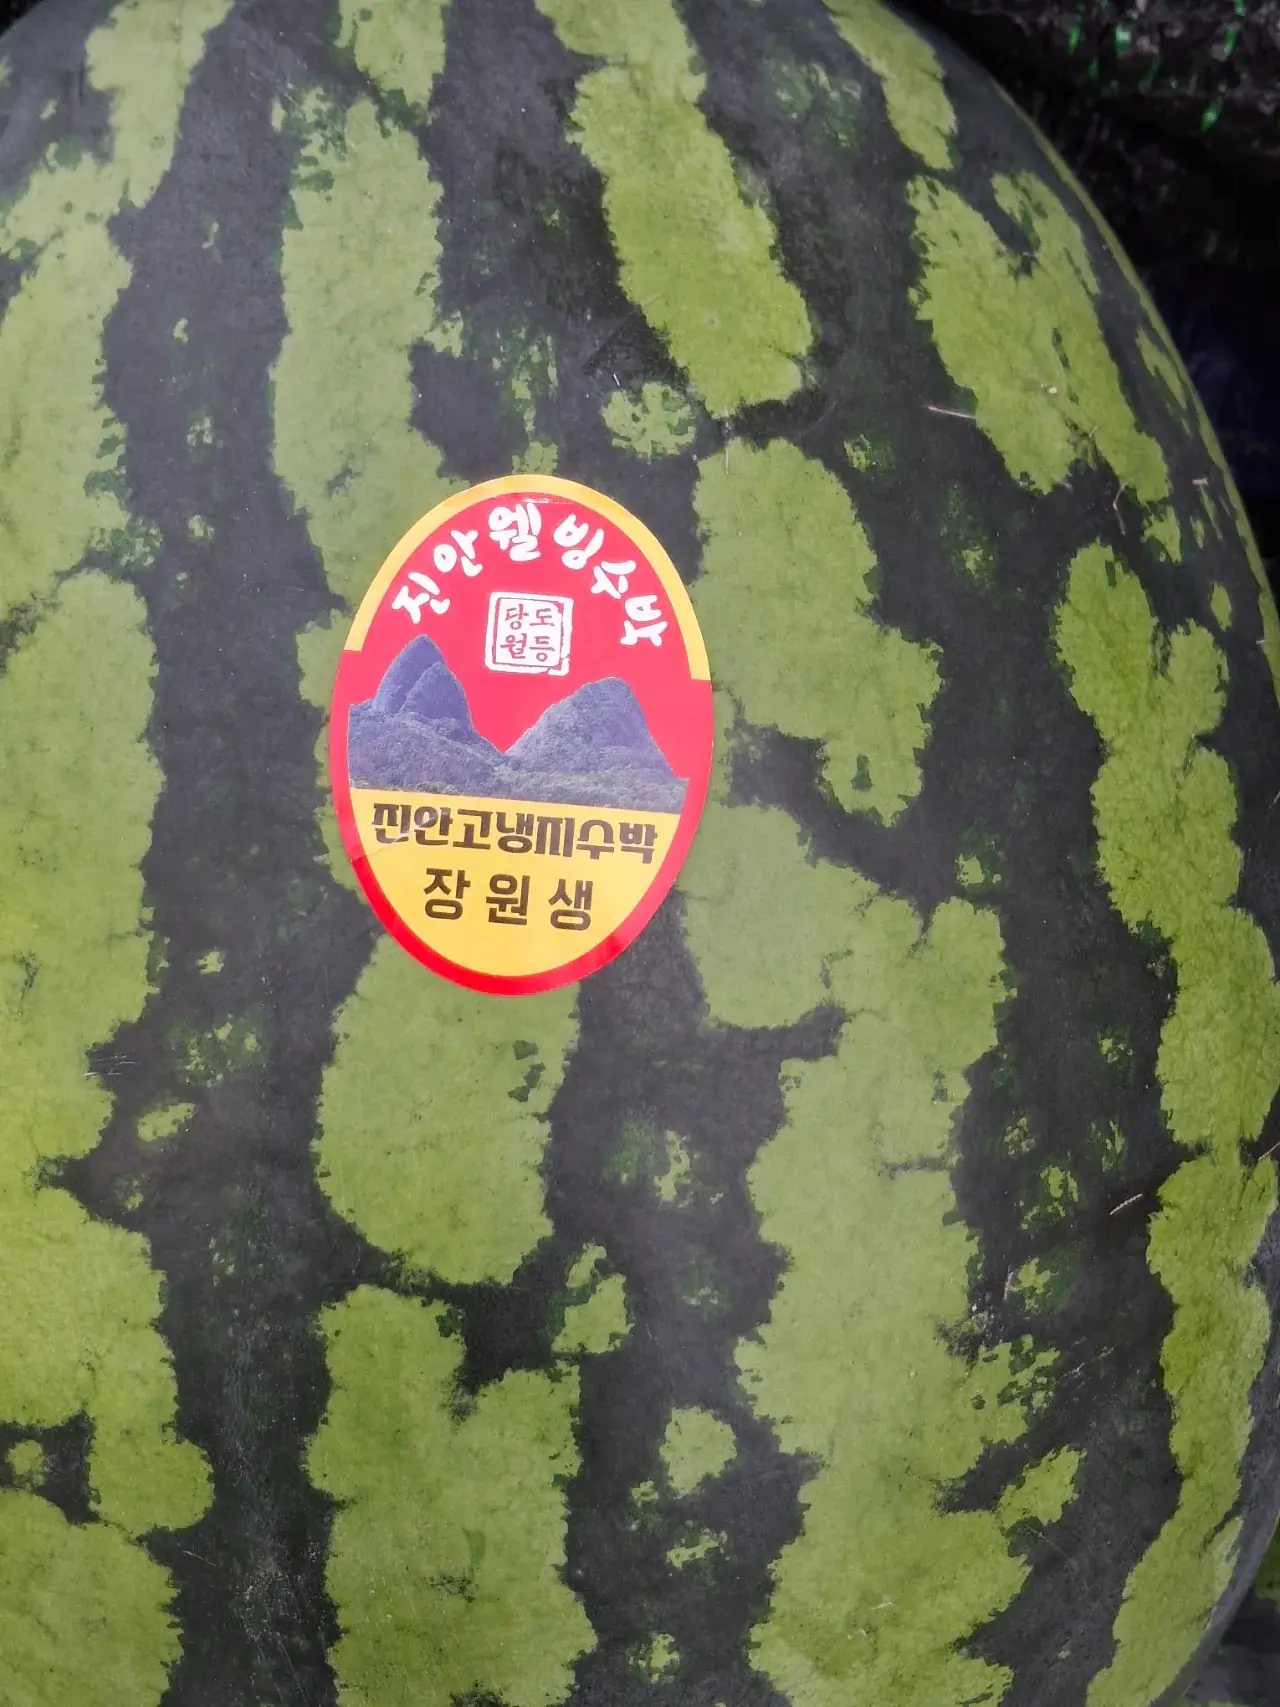 진안웰빙수박
당도
월등
진안고냉지수박
장원생